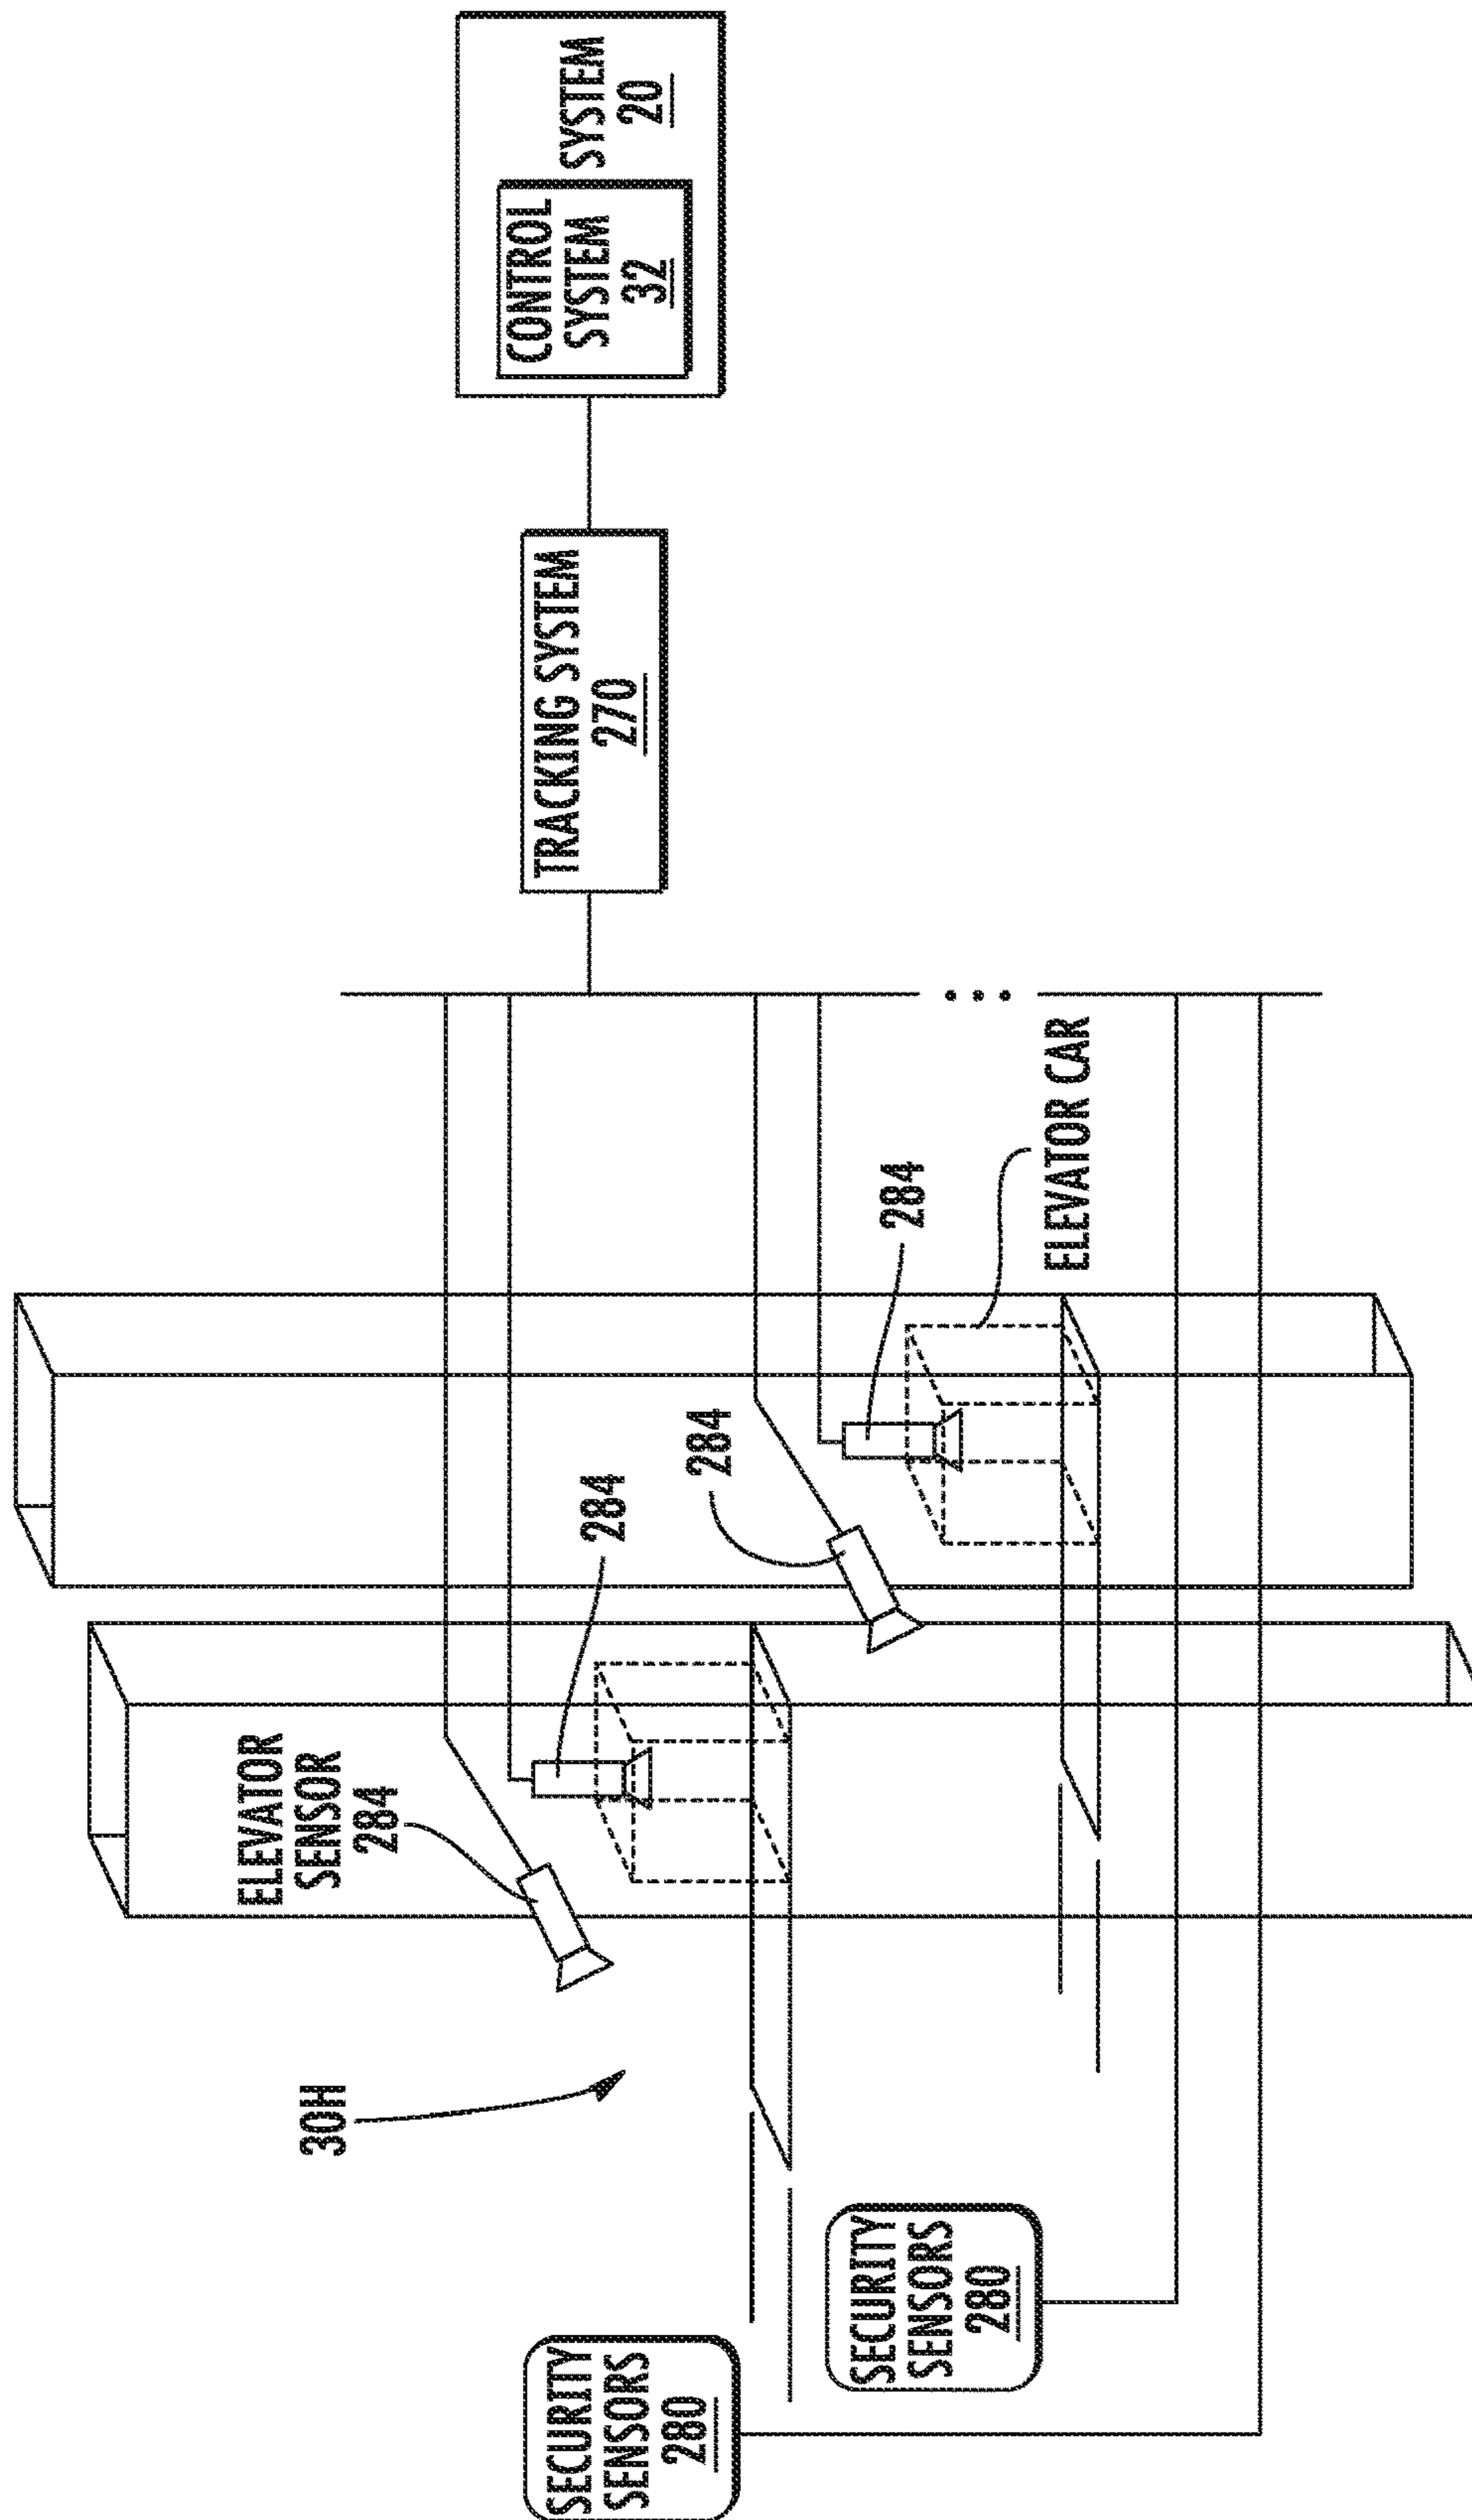 ELEVATOR
SENSOR
284
30H
SECURITY
SENSORS
280
284
284
SECURITY
SENSORS
280
284
ELEVATOR CAR
TRACKING SYSTEM
270
CONTROL
SYSTEM
32
SYSTEM
20